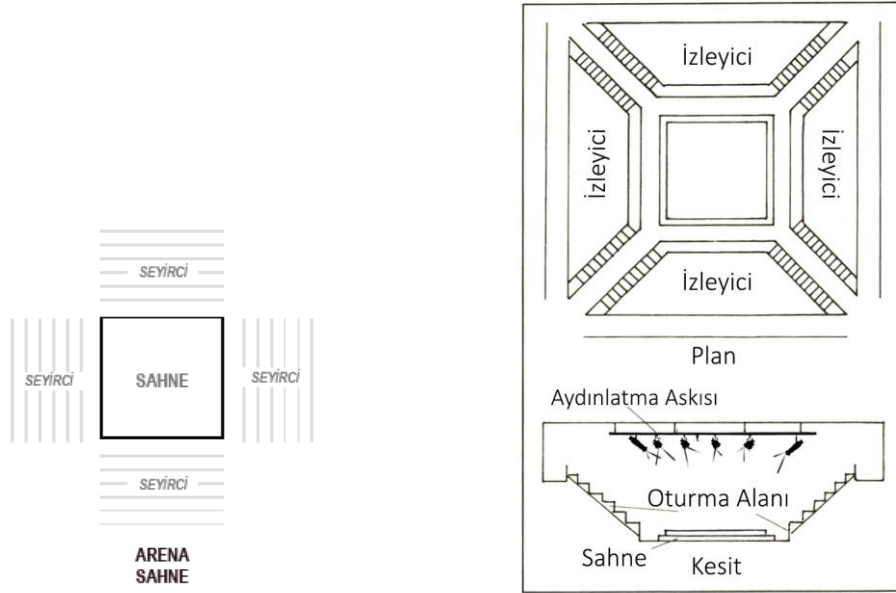 SEYİRCİ
SEYİRCİ
SAHNE
SEYİRCİ
SEYİRCİ
ARENA
SAHNE
İzleyici
İzleyici
İzleyici
İzleyici
Plan
Aydınlatma Askısı
Oturma Alanı
Sahne
Kesit